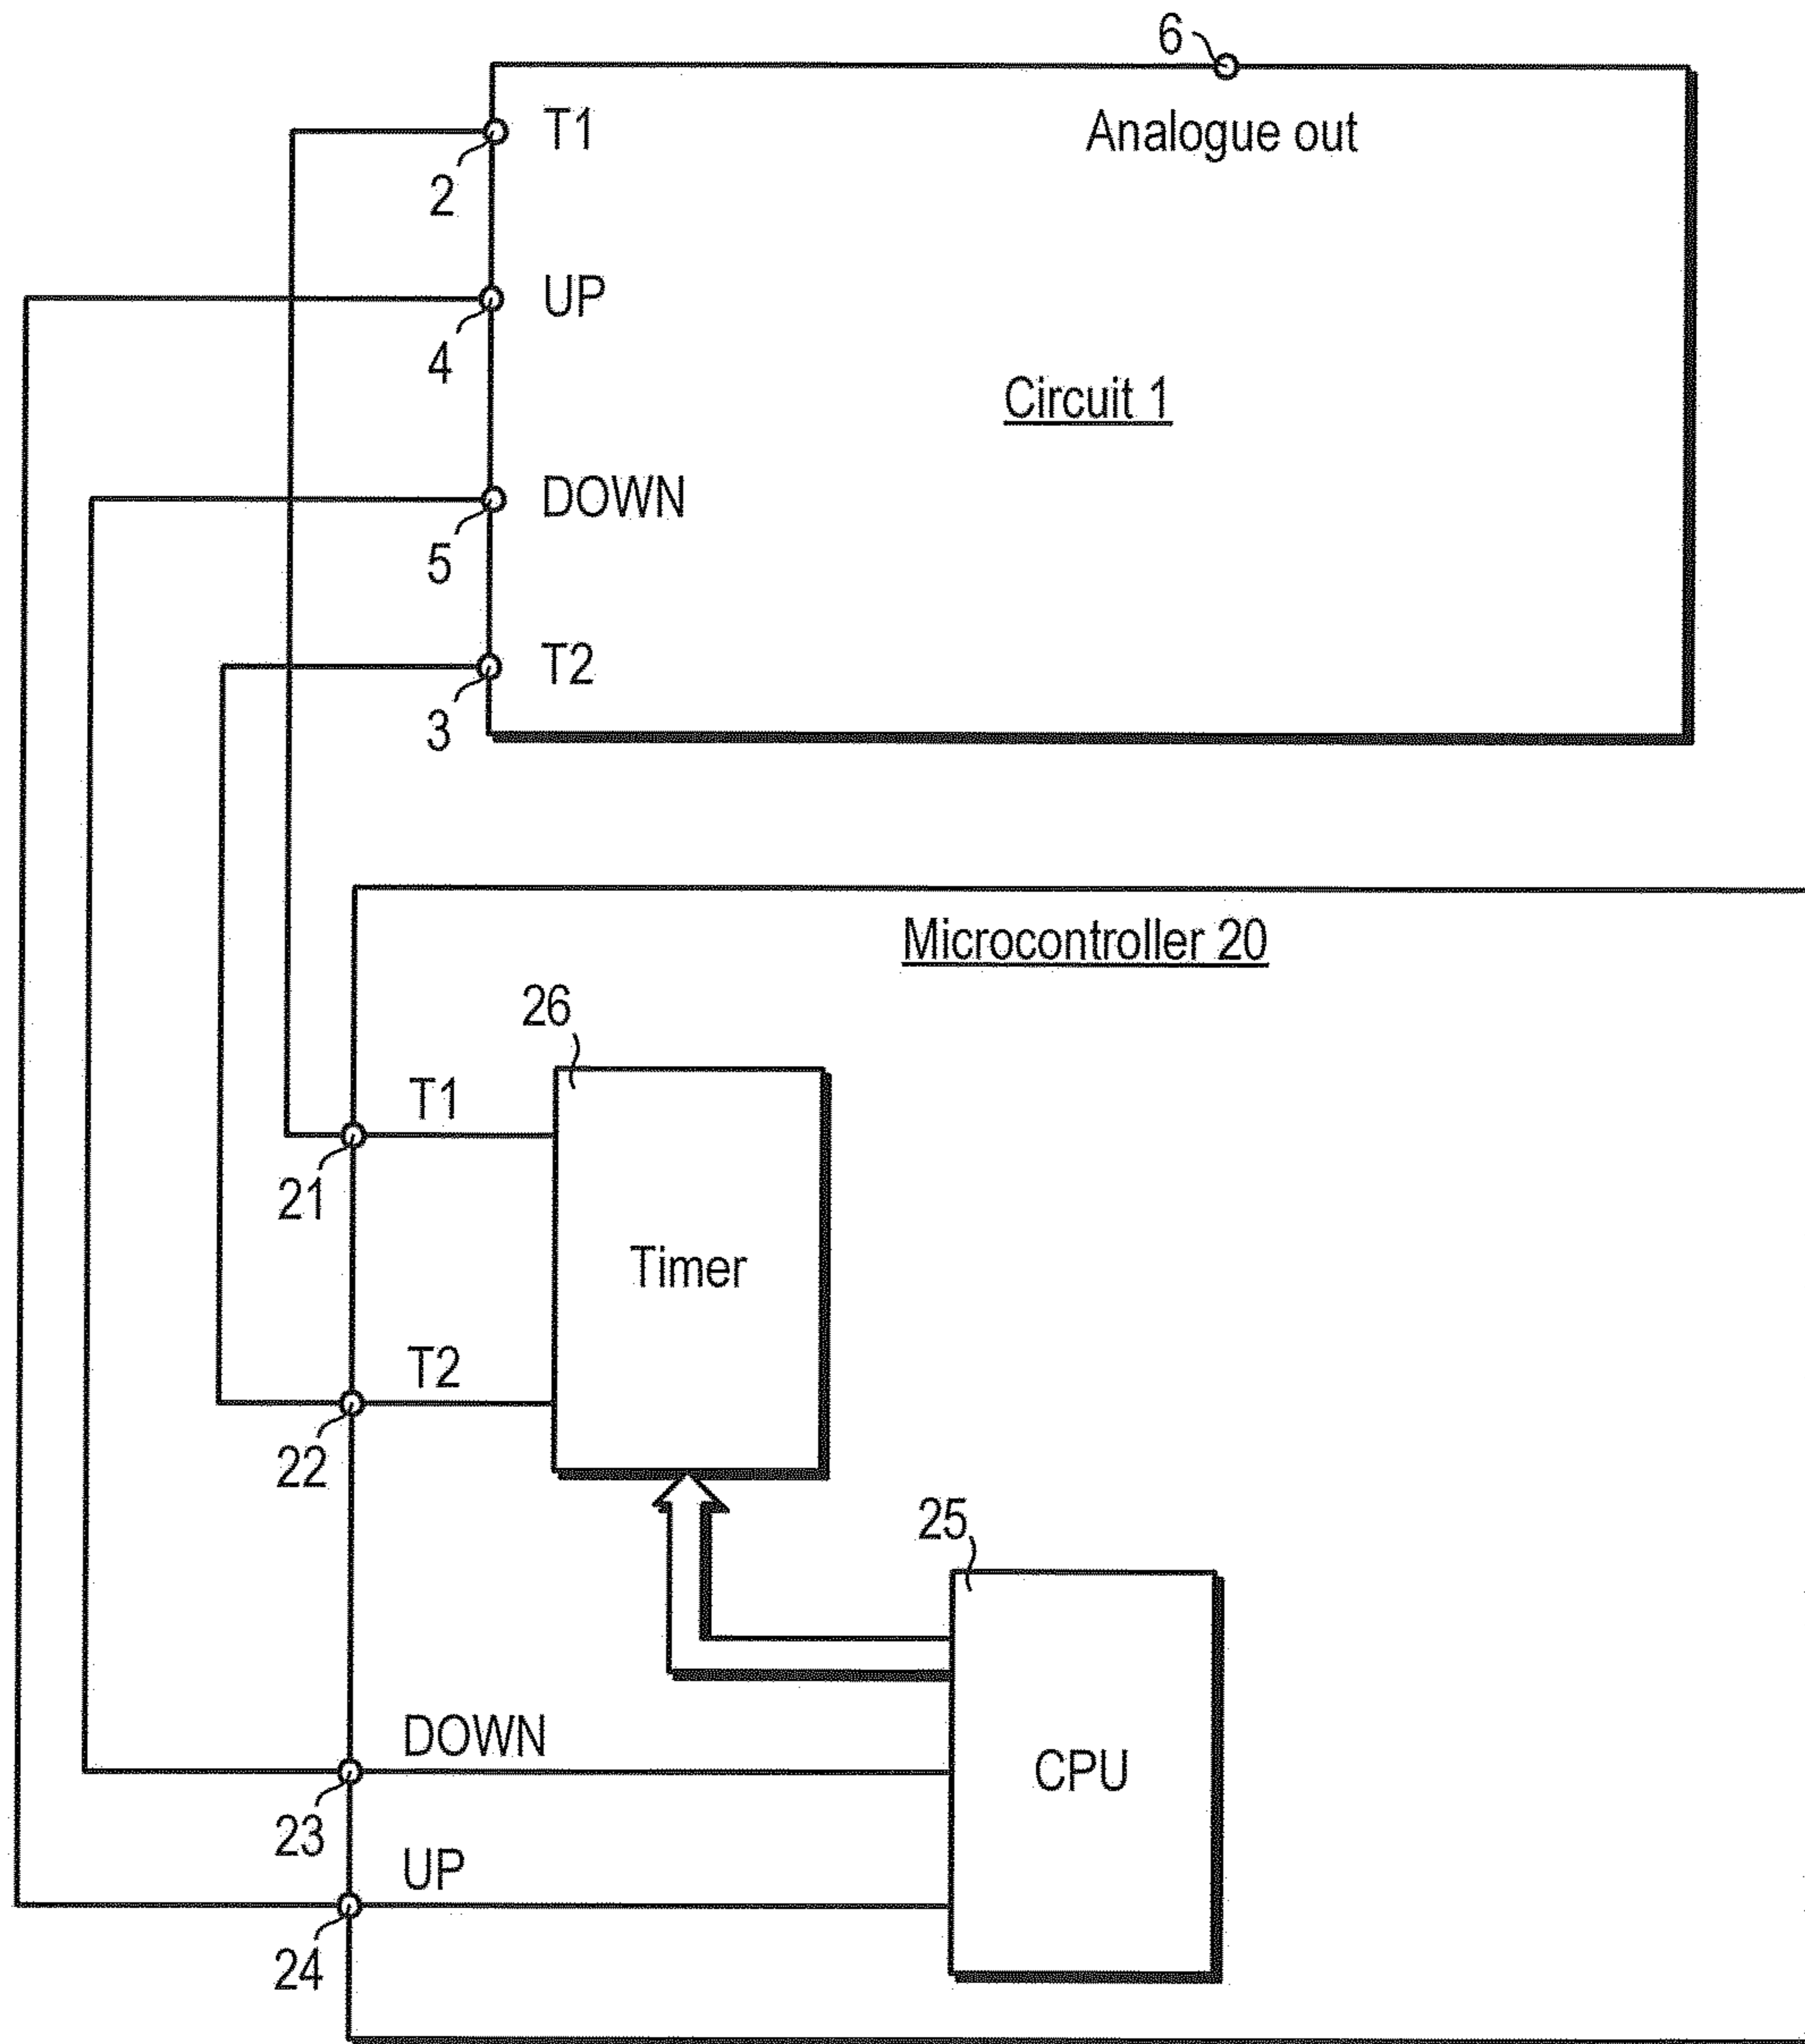 6
T1
Analogue out
2
UP
4
Circuit 1
DOWN
5
T2
3
Microcontroller 20
26
T1
21
Timer
T2
22
25
DOWN
CPU
23
UP
24